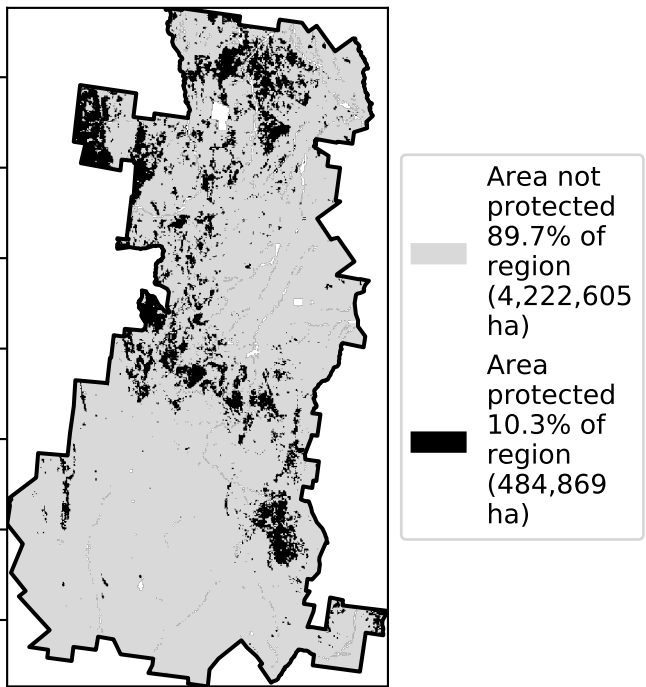 Area not
protected
89.7% of
region
(4,222,605
ha)
Area
protected
10.3% of
region
(484,869
ha)